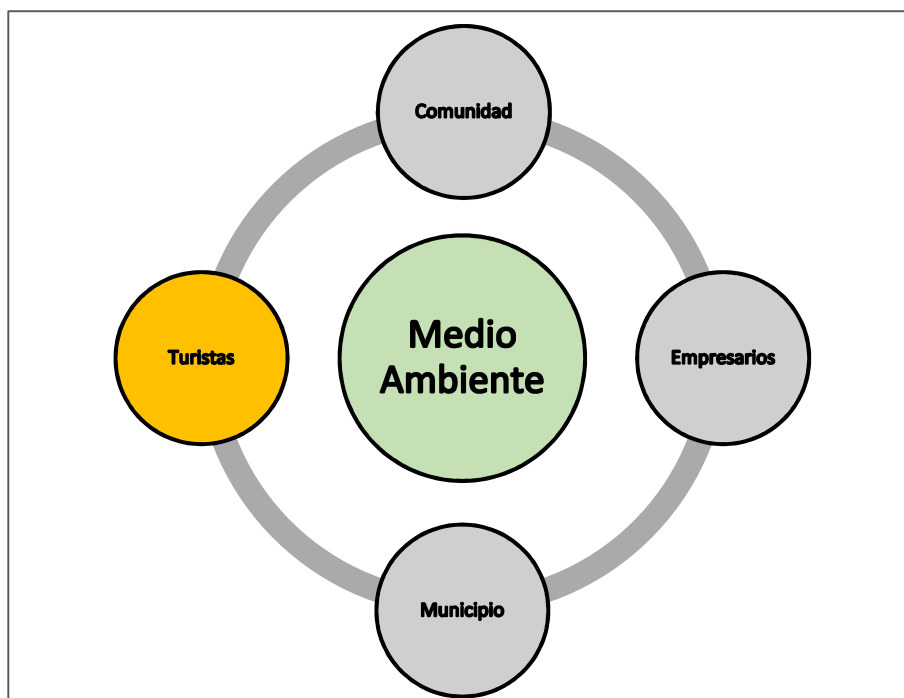 Comunidad
Turistas
Medio
Ambiente
Empresarios
Municipio